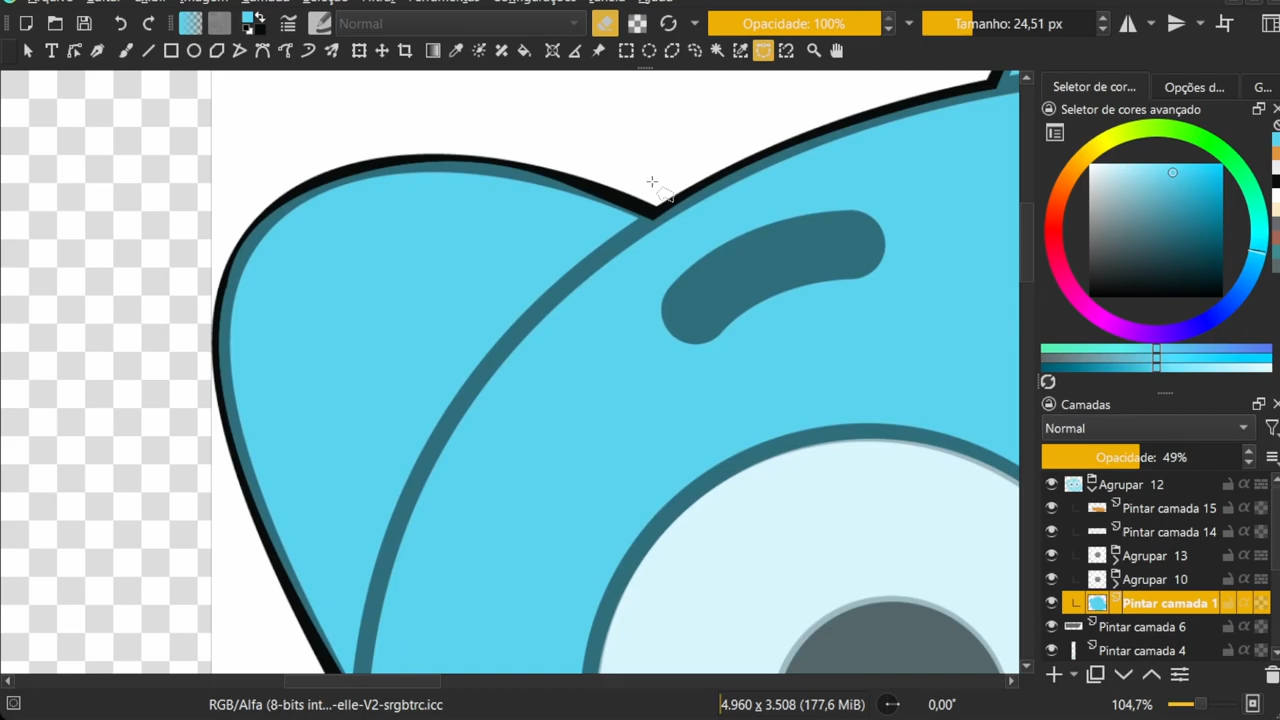 Normal
Opacidade: 100%
Tamanho: 24,51 px
Seletor de cor...
Opções d...
G...
Seletor de cores avançado
Camadas
Normal
Opacidade: 49%
Agrupar 12
Pintar camada 15
Pintar camada 14
Agrupar 13
Agrupar 10
Pintar camada 1
Pintar camada 6
Pintar camada 4
RGB/Alfa (8-bits int...-elle-V2-srgbtrc.icc
4.960 x 3.508 (177,6 MiB)
0,00°
104,7%